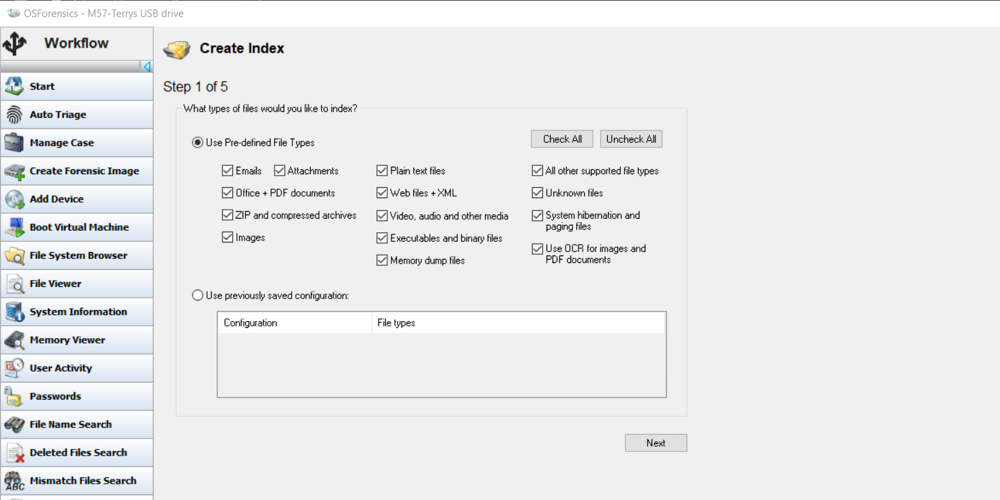 OSForensics - M57-Terrys USB drive
Workflow
Start
Auto Triage
Manage Case
Create Forensic Image
Add Device
Boot Virtual Machine
File System Browser
File Viewer
System Information
Memory Viewer
User Activity
Passwords
File Name Search
Deleted Files Search
ABC
Mismatch Files Search
Create Index
Step 1 of 5
What types of files would you like to index?
Use Pre-defined File Types
Check All
Uncheck All
Emails
Attachments
Office + PDF documents
ZIP and compressed archives
Images
Plain text files
Web files + XML
Video, audio and other media
Executables and binary files
Memory dump files
All other supported file types
Unknown files
System hibernation and
paging files
Use OCR for images and
PDF documents
Use previously saved configuration:
Configuration
File types
Next